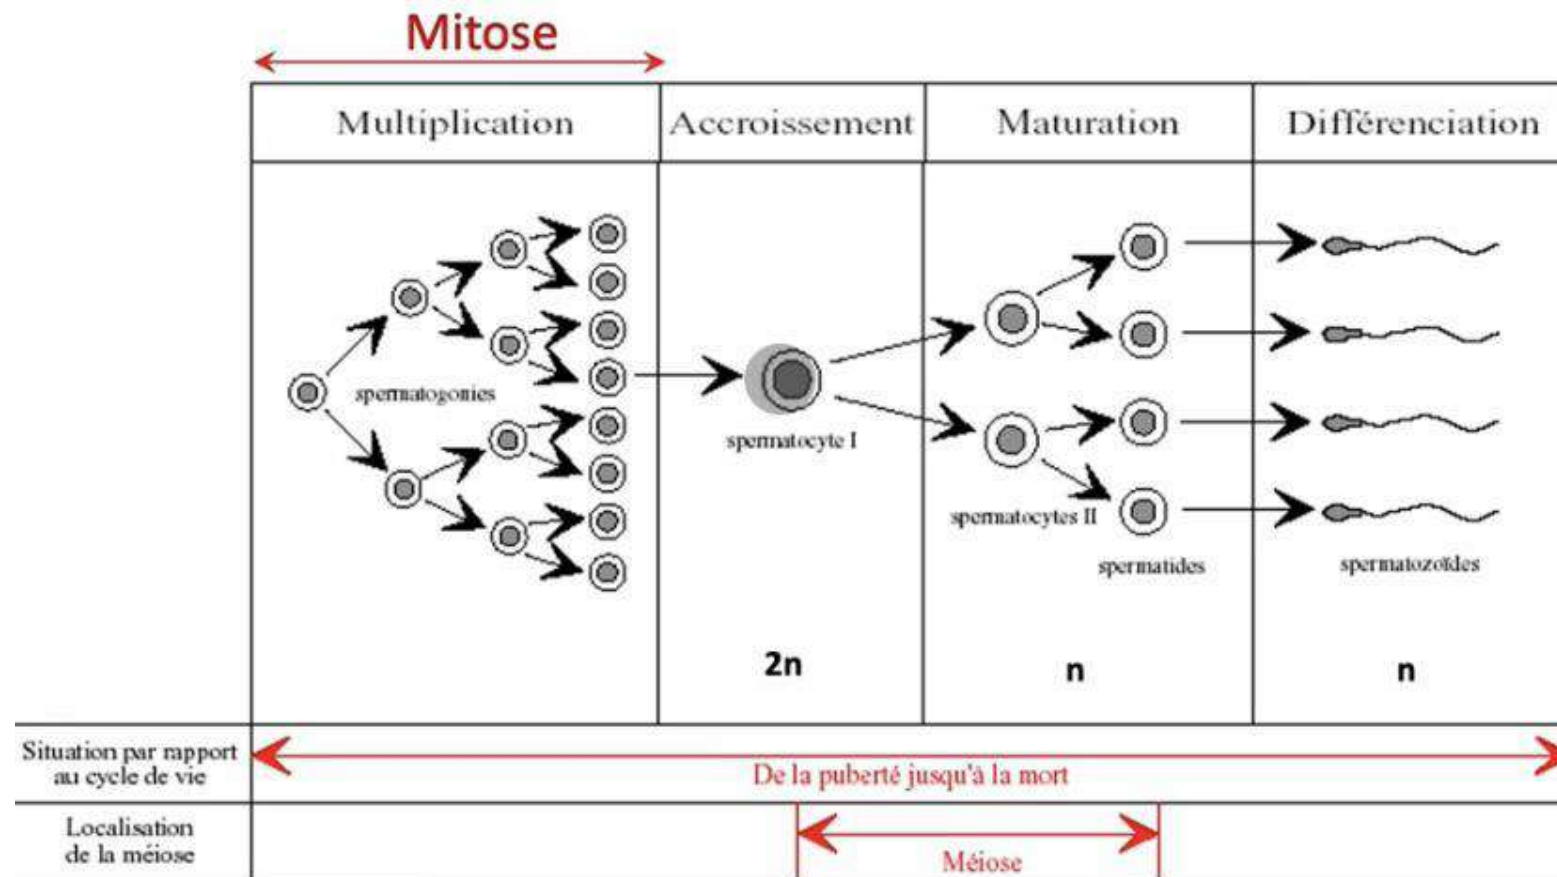 Mitose
Multiplication
Accroissement
Maturation
Différenciation
spermatogonies
spermatocyte I
spermatocytes II
spermatides
spermatozoïdes
2n
n
n
Situation par rapport
au cycle de vie
De la puberté jusqu'à la mort
Localisation
de la méiose
Méiose